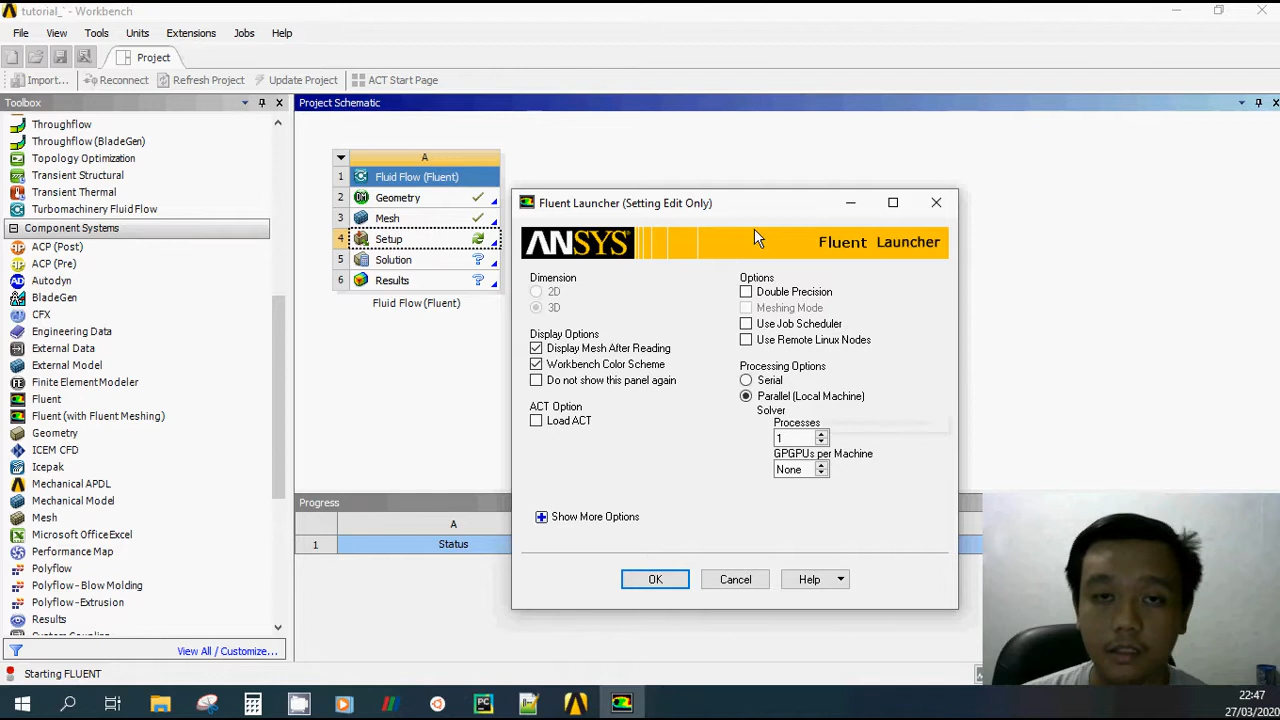 tutorial_` - Workbench
File View Tools Units Extensions Jobs Help
Project
Import... Reconnect Refresh Project Update Project ACT Start Page
Toolbox
Throughflow
Throughflow (BladeGen)
Topology Optimization
Transient Structural
Transient Thermal
Turbomachinery Fluid Flow
Component Systems
ACP (Post)
ACP (Pre)
Autodyn
BladeGen
CFX
Engineering Data
External Data
External Model
Finite Element Modeler
Fluent
Fluent (with Fluent Meshing)
Geometry
ICEM CFD
Icepak
Mechanical APDL
Mechanical Model
Mesh
Microsoft Office Excel
Performance Map
Polyflow
Polyflow - Blow Molding
Polyflow - Extrusion
Results
View All / Customize...
Starting FLUENT
Project Schematic
A
1 Fluid Flow (Fluent)
2 Geometry
3 Mesh
4 Setup
5 Solution ?
6 Results ?
Fluid Flow (Fluent)
Progress
A
1 Status
Fluent Launcher (Setting Edit Only)
ANSYS Fluent Launcher
Dimension
2D
3D
Display Options
Display Mesh After Reading
Workbench Color Scheme
Do not show this panel again
ACT Option
Load ACT
Options
Double Precision
Meshing Mode
Use Job Scheduler
Use Remote Linux Nodes
Processing Options
Serial
Parallel (Local Machine)
Solver
Processes
1
GPGPUs per Machine
None
Show More Options
OK Cancel Help
PC
22:47
27/03/2020